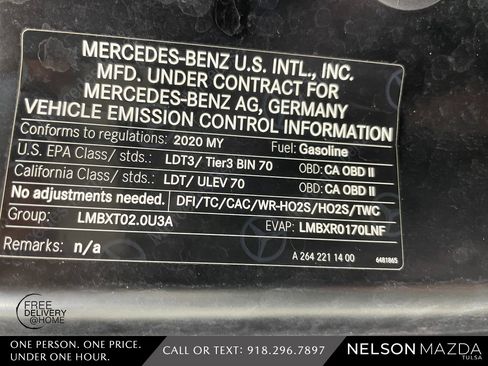 MERCEDES-BENZ U.S. INTL., INC.
MFD. UNDER CONTRACT FOR
MERCEDES-BENZ AG, GERMANY
VEHICLE EMISSION CONTROL INFORMATION
Conforms to regulations: 2020 MY Fuel: Gasoline
U.S. EPA Class/ stds.: LDT3/ Tier3 BIN 70 OBD: CA OBD II
California Class/ stds.: LDT/ ULEV 70 OBD: CA OBD II
No adjustments needed. DFI/TC/CAC/WR-HO2S/HO2S/TWC
Group: LMBXT02.0U3A EVAP: LMBXR0170LNF
Remarks: n/a A 264 221 14 00 6481865
FREE
DELIVERY
@HOME
ONE PERSON. ONE PRICE.
UNDER ONE HOUR.
CALL OR TEXT: 918.296.7897
NELSON MAZDA
TULSA